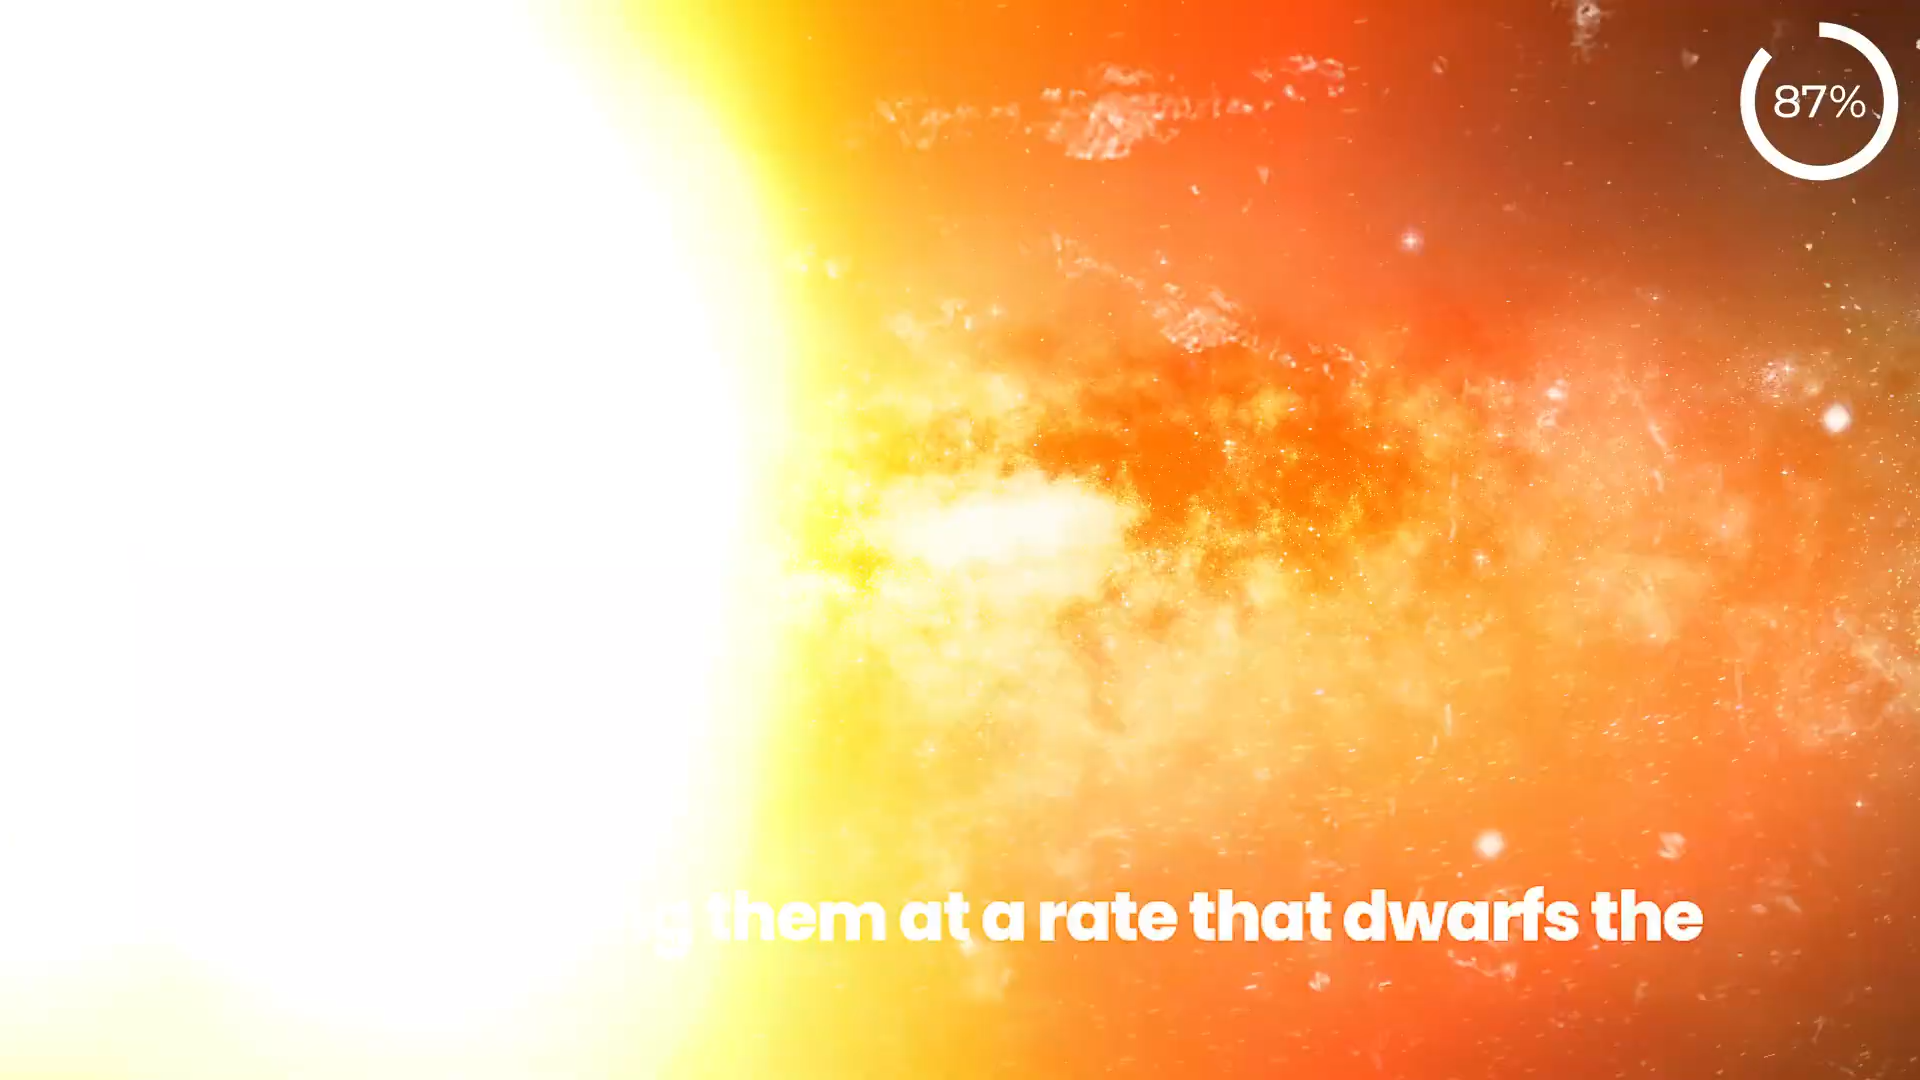 87%
them at a rate that dwarfs the